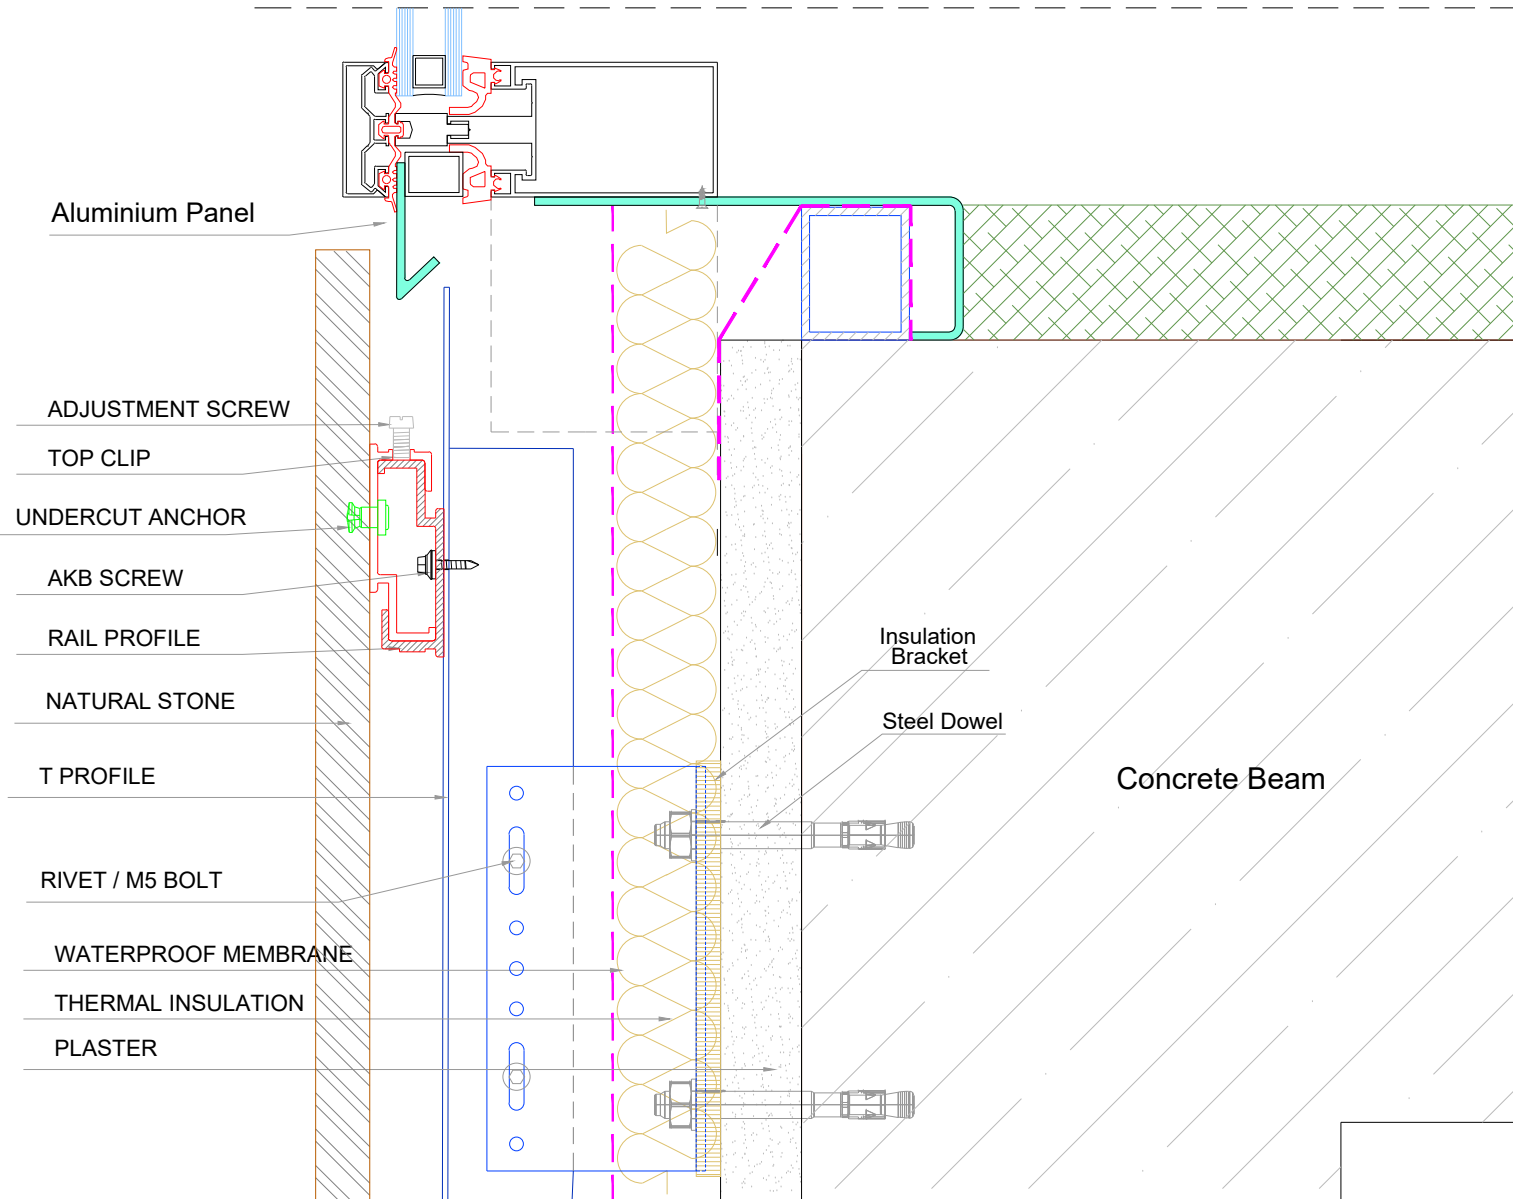 Aluminium Panel
ADJUSTMENT SCREW
TOP CLIP
UNDERCUT ANCHOR
AKB SCREW
RAIL PROFILE
NATURAL STONE
T PROFILE
RIVET / M5 BOLT
WATERPROOF MEMBRANE
THERMAL INSULATION
PLASTER
Insulation
Bracket
Steel Dowel
Concrete Beam